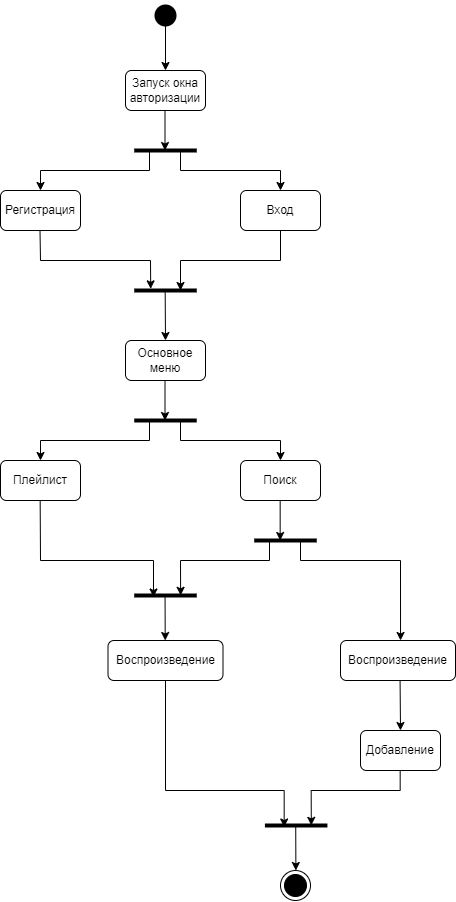 Запуск окна
авторизации
Регистрация
Вход
Основное
меню
Плейлист
Поиск
Воспроизведение
Воспроизведение
Добавление